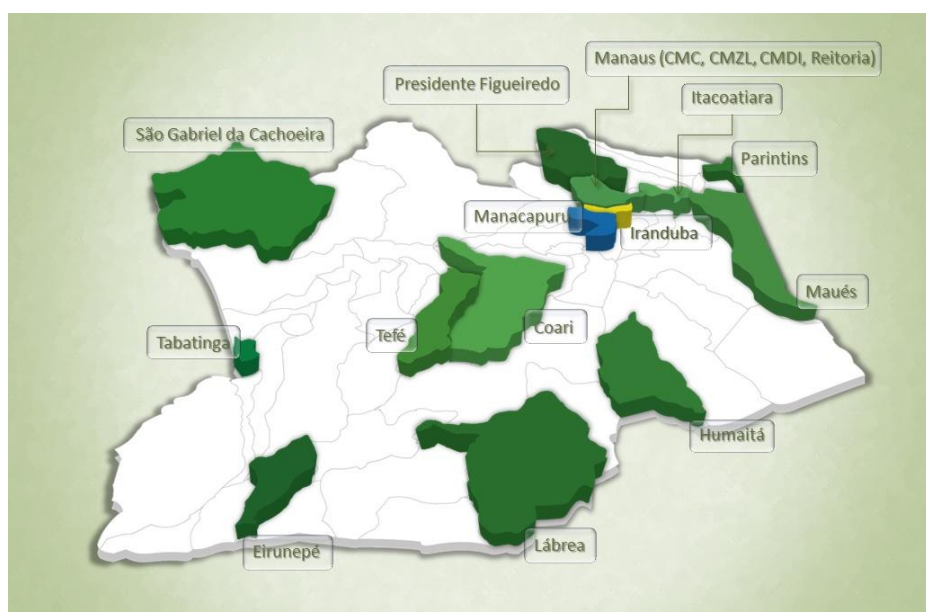 Manaus (CMC, CMZL, CMDI, Reitoria)
Presidente Figueiredo
Itacoatiara
São Gabriel da Cachoeira
Parintins
Manacapuru
Iranduba
Maués
Tabatinga
Tefé
Coari
Humaitá
Eirunepé
Lábrea